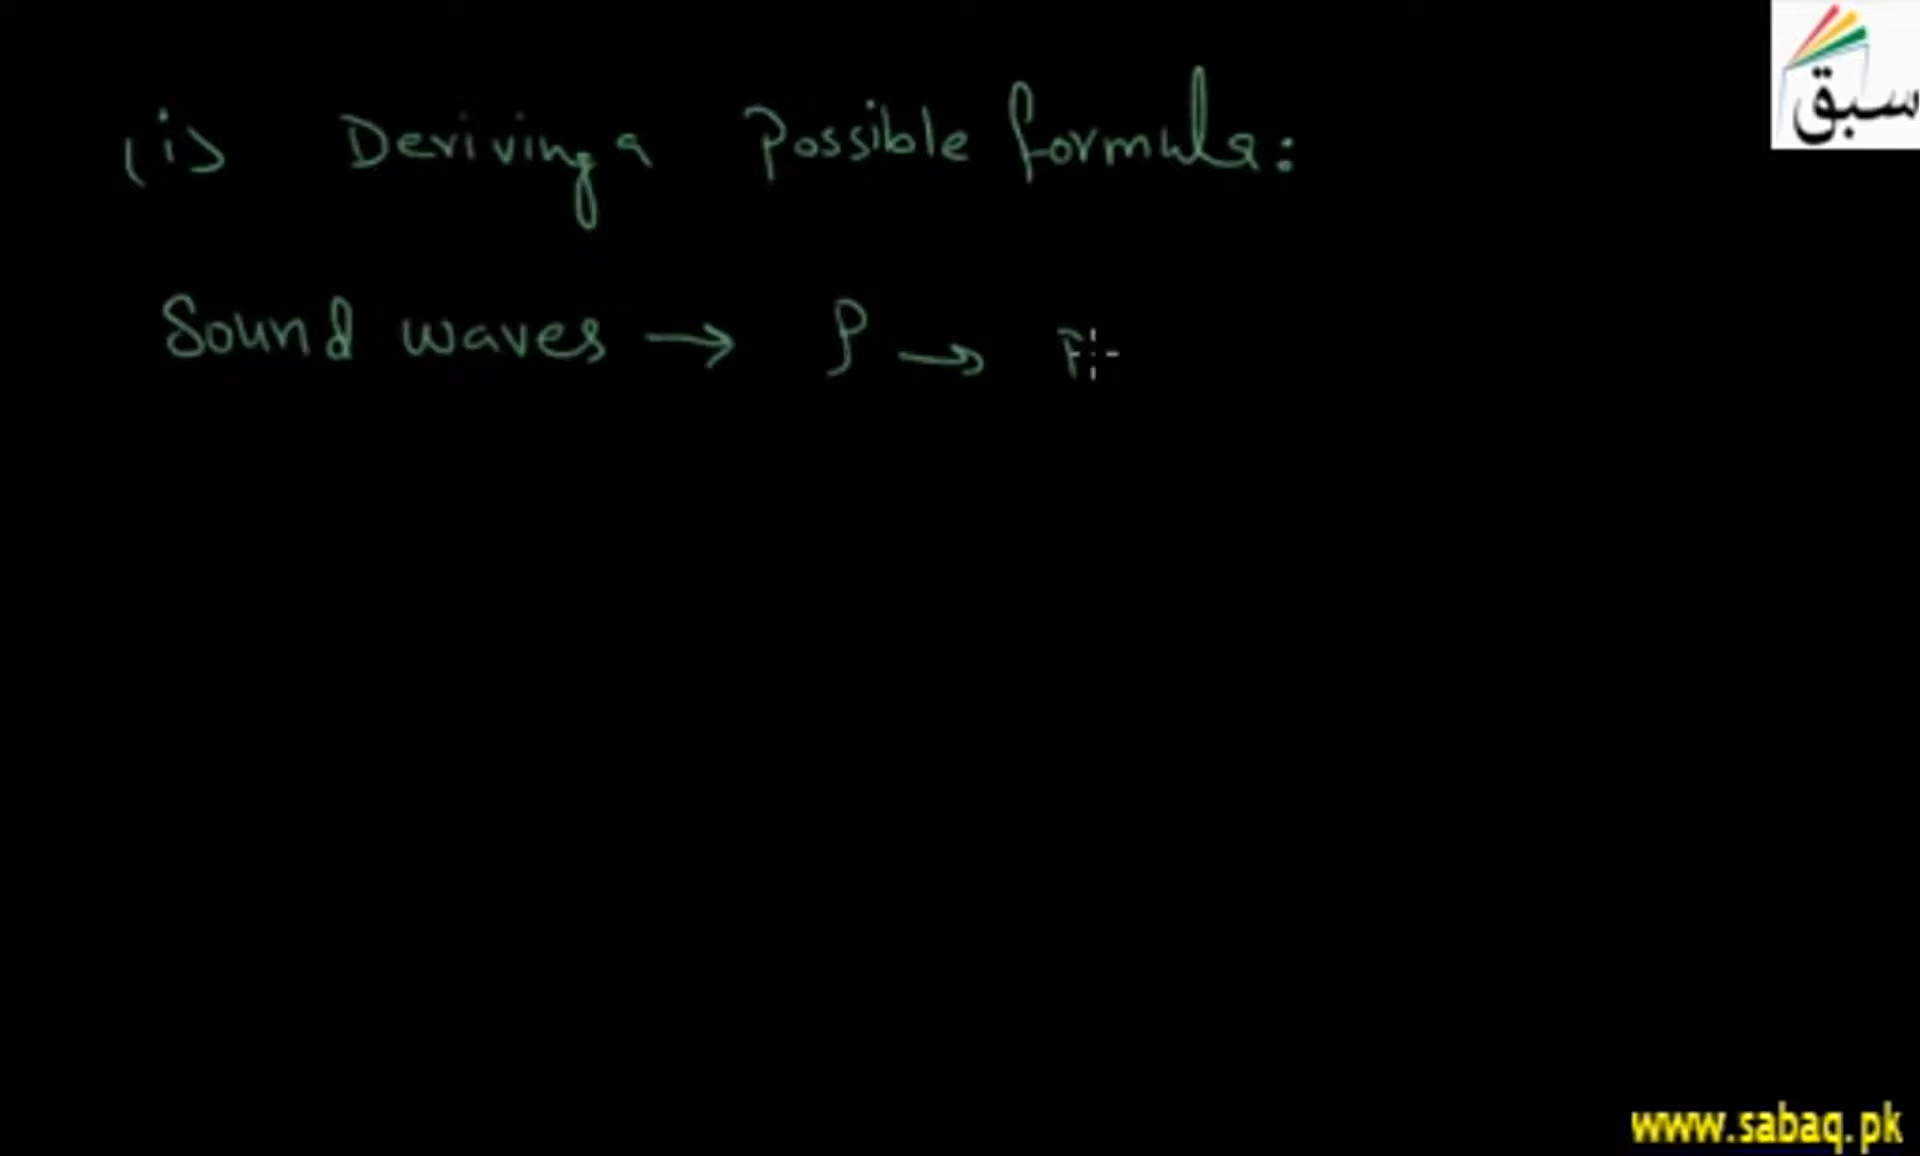 سبق
(i) Deriving a Possible formula:
Sound waves → ρ →
www.sabaq.pk